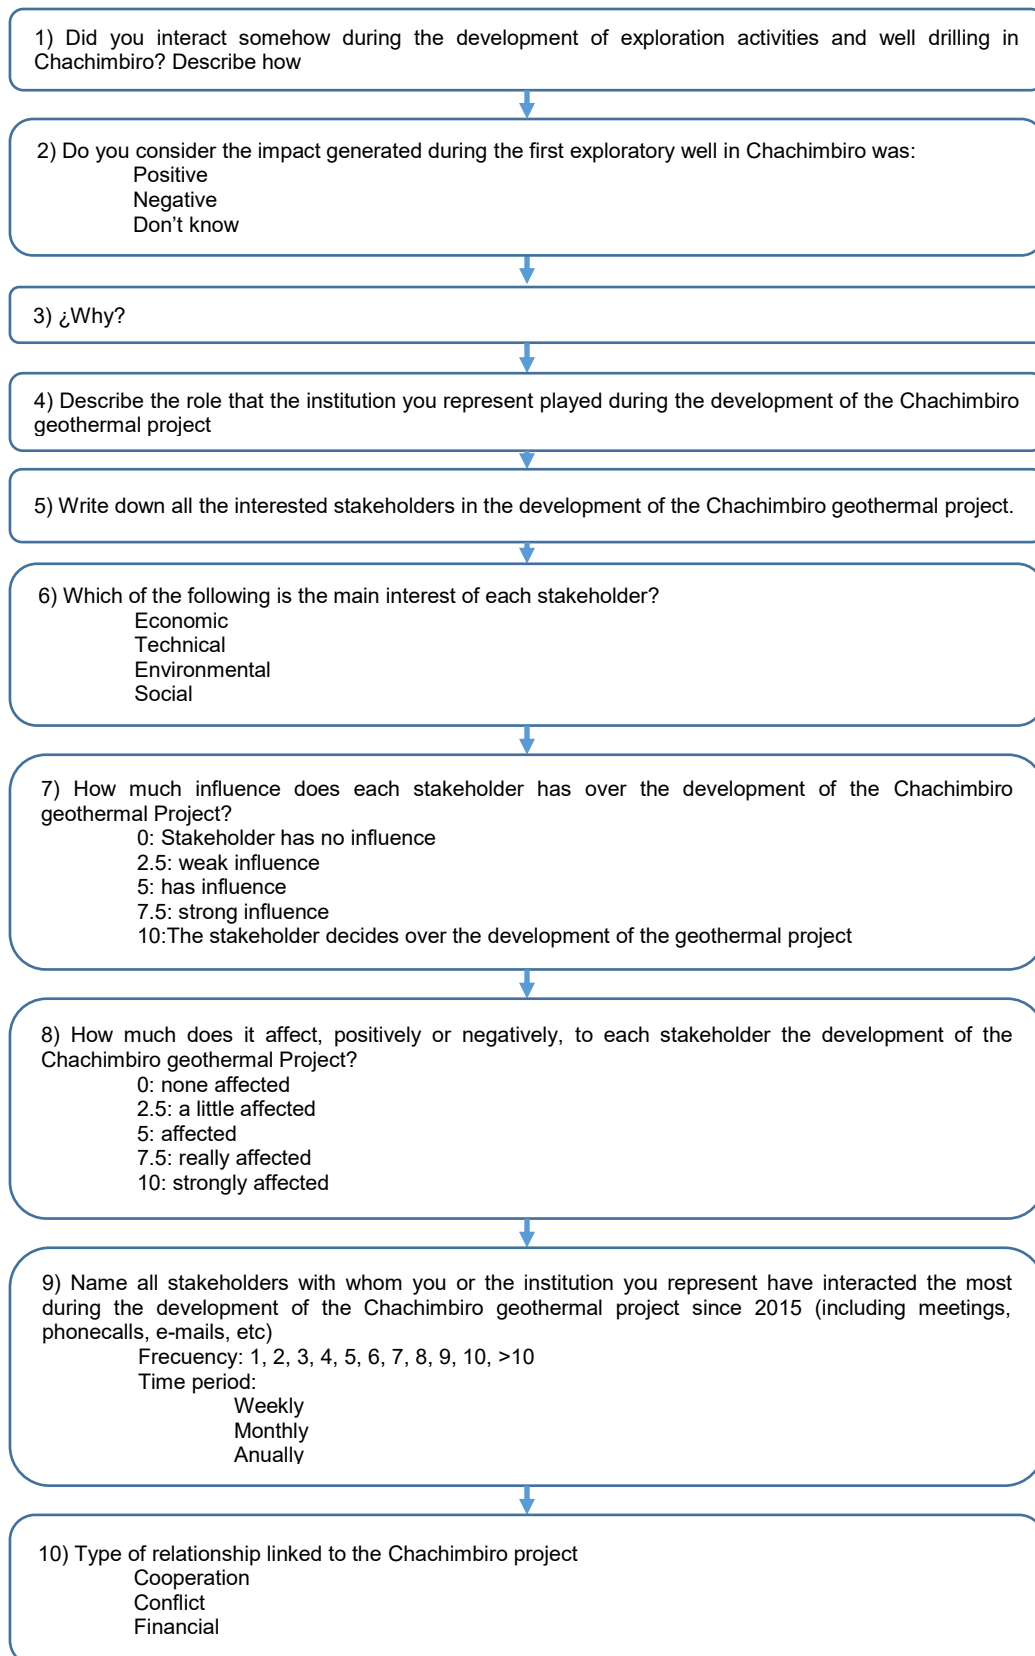 1) Did you interact somehow during the development of exploration activities and well drilling in
Chachimbiro? Describe how
2) Do you consider the impact generated during the first exploratory well in Chachimbiro was:
Positive
Negative
Don't know
3) ¿Why?
4) Describe the role that the institution you represent played during the development of the Chachimbiro
geothermal project
5) Write down all the interested stakeholders in the development of the Chachimbiro geothermal project.
6) Which of the following is the main interest of each stakeholder?
Economic
Technical
Environmental
Social
7) How much influence does each stakeholder has over the development of the Chachimbiro
geothermal Project?
0: Stakeholder has no influence
2.5: weak influence
5: has influence
7.5: strong influence
10:The stakeholder decides over the development of the geothermal project
8) How much does it affect, positively or negatively, to each stakeholder the development of the
Chachimbiro geothermal Project?
0: none affected
2.5: a little affected
5: affected
7.5: really affected
10: strongly affected
9) Name all stakeholders with whom you or the institution you represent have interacted the most
during the development of the Chachimbiro geothermal project since 2015 (including meetings,
phonecalls, e-mails, etc)
Frecuency: 1, 2, 3, 4, 5, 6, 7, 8, 9, 10, >10
Time period:
Weekly
Monthly
Anually
10) Type of relationship linked to the Chachimbiro project
Cooperation
Conflict
Financial